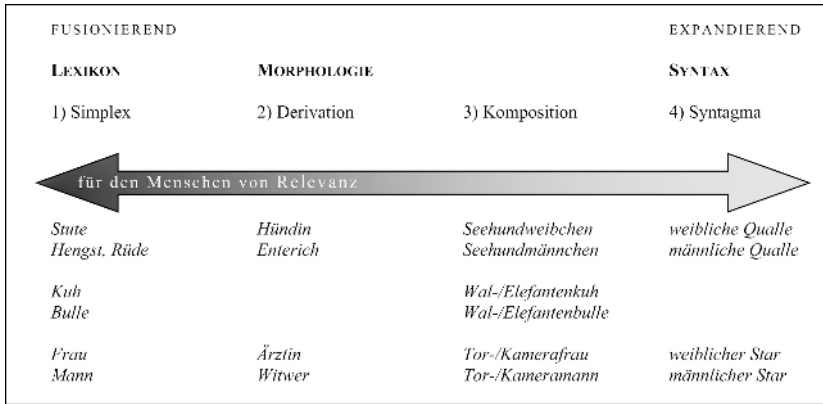 FUSIONIEREND EXPANDIEREND
LEXIKON MORPHOLOGIE SYNTAX
1) Simplex 2) Derivation 3) Komposition 4) Syntagma
für den Menschen von Relevanz
Stute Hündin Seehundweibchen weibliche Qualle
Hengst, Rüde Enterich Seehundmännchen männliche Qualle
Kuh Wal-/Elefantenkuh
Bulle Wal-/Elefantenbulle
Frau Ärztin Tor-/Kamerafrau weiblicher Star
Mann Witwer Tor-/Kameramann männlicher Star